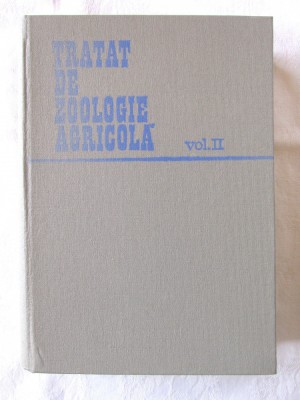 TRATAT
DE
ZOOLOGIE
AGRICOLĂ vol. II